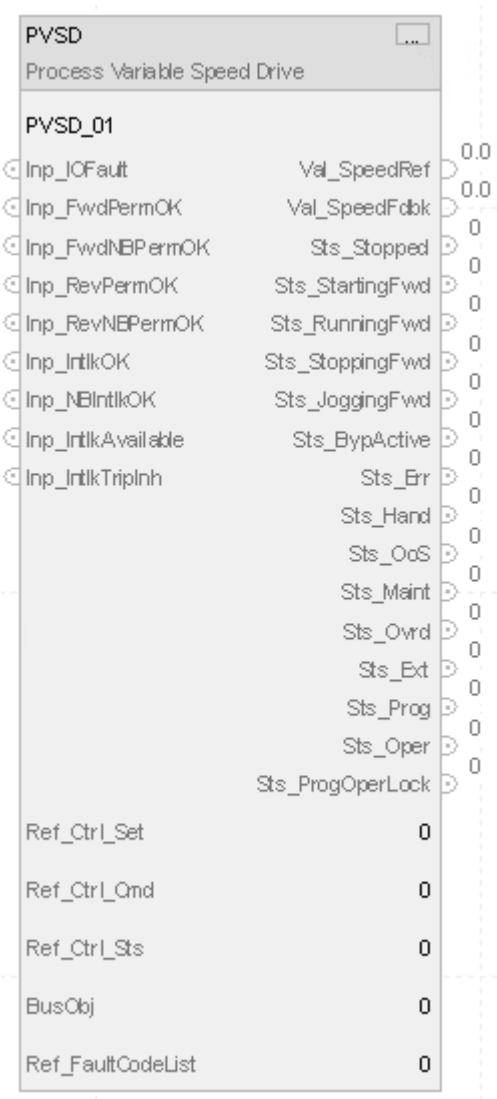 PVSD ...
Process Variable Speed Drive
PVSD_01
Inp_IOFault Val_SpeedRef 0.0
Inp_FwdPermOK Val_SpeedFdbk 0.0
Inp_FwdNBPermOK Sts_Stopped 0
Inp_RevPermOK Sts_StartingFwd 0
Inp_RevNBPermOK Sts_RunningFwd 0
Inp_IntlkOK Sts_StoppingFwd 0
Inp_NBIntlkOK Sts_JoggingFwd 0
Inp_IntlkAvailable Sts_BypActive 0
Inp_IntlkTripInh Sts_Err 0
Sts_Hand 0
Sts_OoS 0
Sts_Maint 0
Sts_Ovrd 0
Sts_Ext 0
Sts_Prog 0
Sts_Oper 0
Sts_ProgOperLock 0
Ref_Ctrl_Set 0
Ref_Ctrl_Cmd 0
Ref_Ctrl_Sts 0
BusObj 0
Ref_FaultCodeList 0